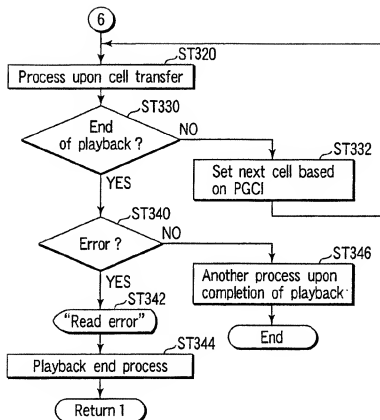 6
ST320
Process upon cell transfer
ST330
End
of playback ?
NO
ST332
Set next cell based
on PGCI
YES
ST340
Error ?
NO
ST346
Another process upon
completion of playback
YES
ST342
"Read error"
End
ST344
Playback end process
Return 1